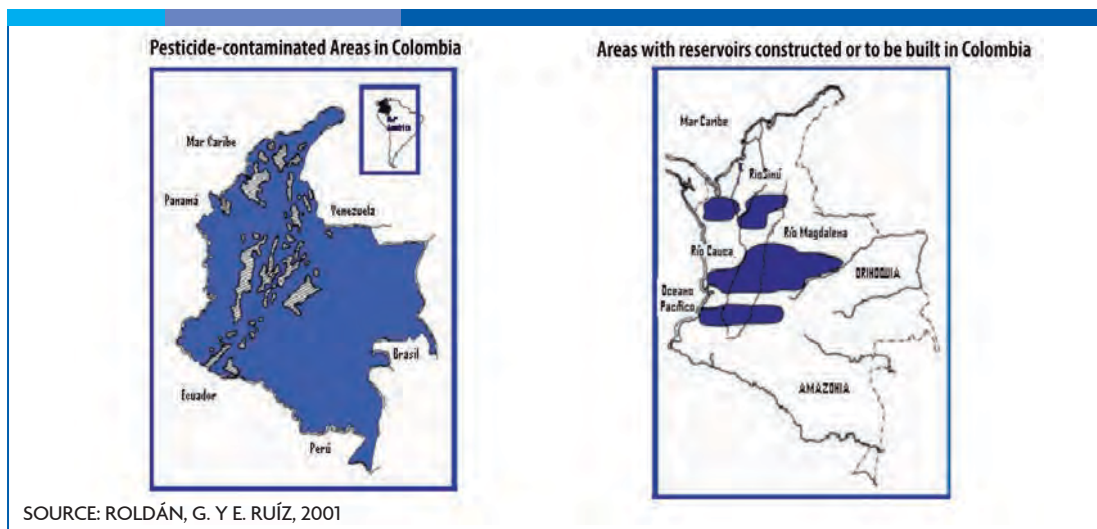 Pesticide-contaminated Areas in Colombia
Mar Caribe
Panamá
Venezuela
Brasil
Ecuador
Perú
Areas with reservoirs constructed or to be built in Colombia
Mar Caribe
Río Sinú
Río Magdalena
Río Cauca
ORINOQUIA
Oceano
Pacífico
AMAZONIA
SOURCE: ROLDÁN, G. Y E. RUÍZ, 2001